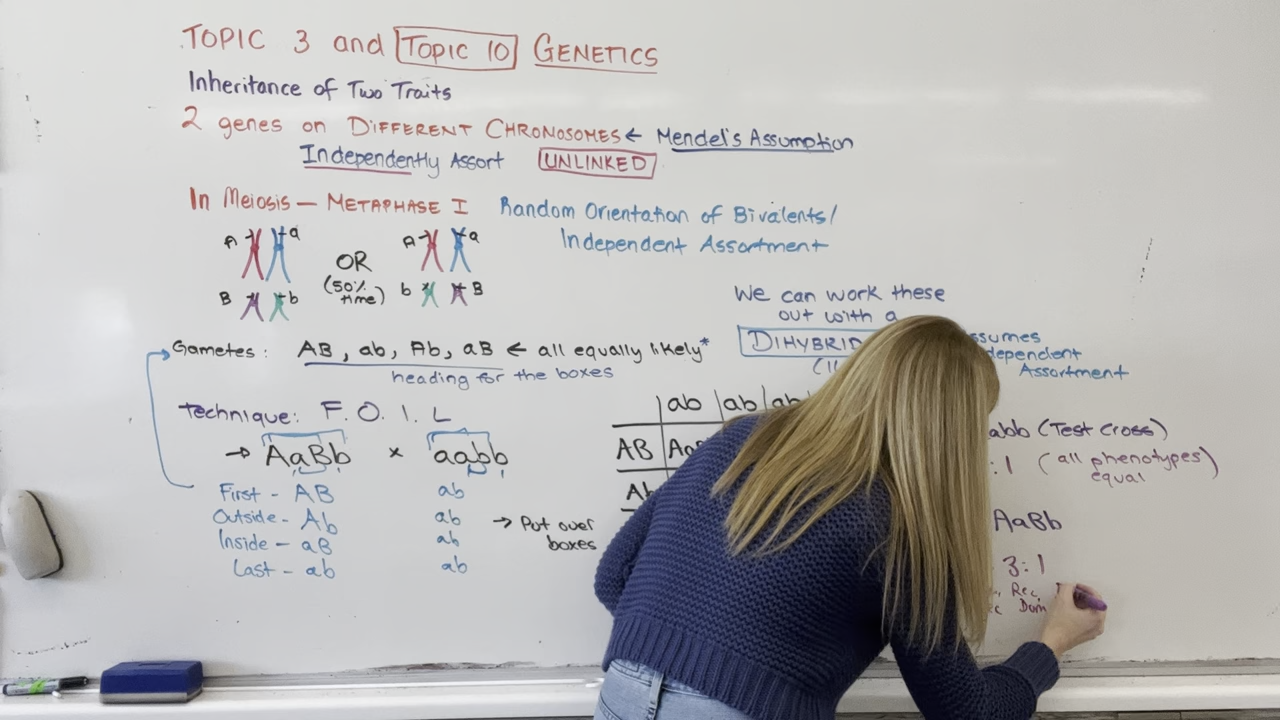 TOPIC 3 and TOPIC 10 GENETICS
Inheritance of Two Traits
2 genes on DIFFERENT CHRONOSOMES ← Mendel's Assumption
Independently Assort UNLINKED
In Meiosis — METAPHASE I Random Orientation of Bivalents/
Independent Assortment
A a OR A a
(50% time)
B b b B
We can work these
out with a
DIHYBRID
Assort
Gametes: AB, ab, Ab, aB ← all equally likely*
heading for the boxes
Technique: F. O. I. L
→ AaBb × aabb
First - AB ab
Outside - Ab ab
Inside - aB ab
Last - ab ab
→ Put over
boxes
ab ab ab
AB
Assortment
(Test Cross)
: 1 (all phenotypes)
equal
AaBb
3:1
Rec,
Dom